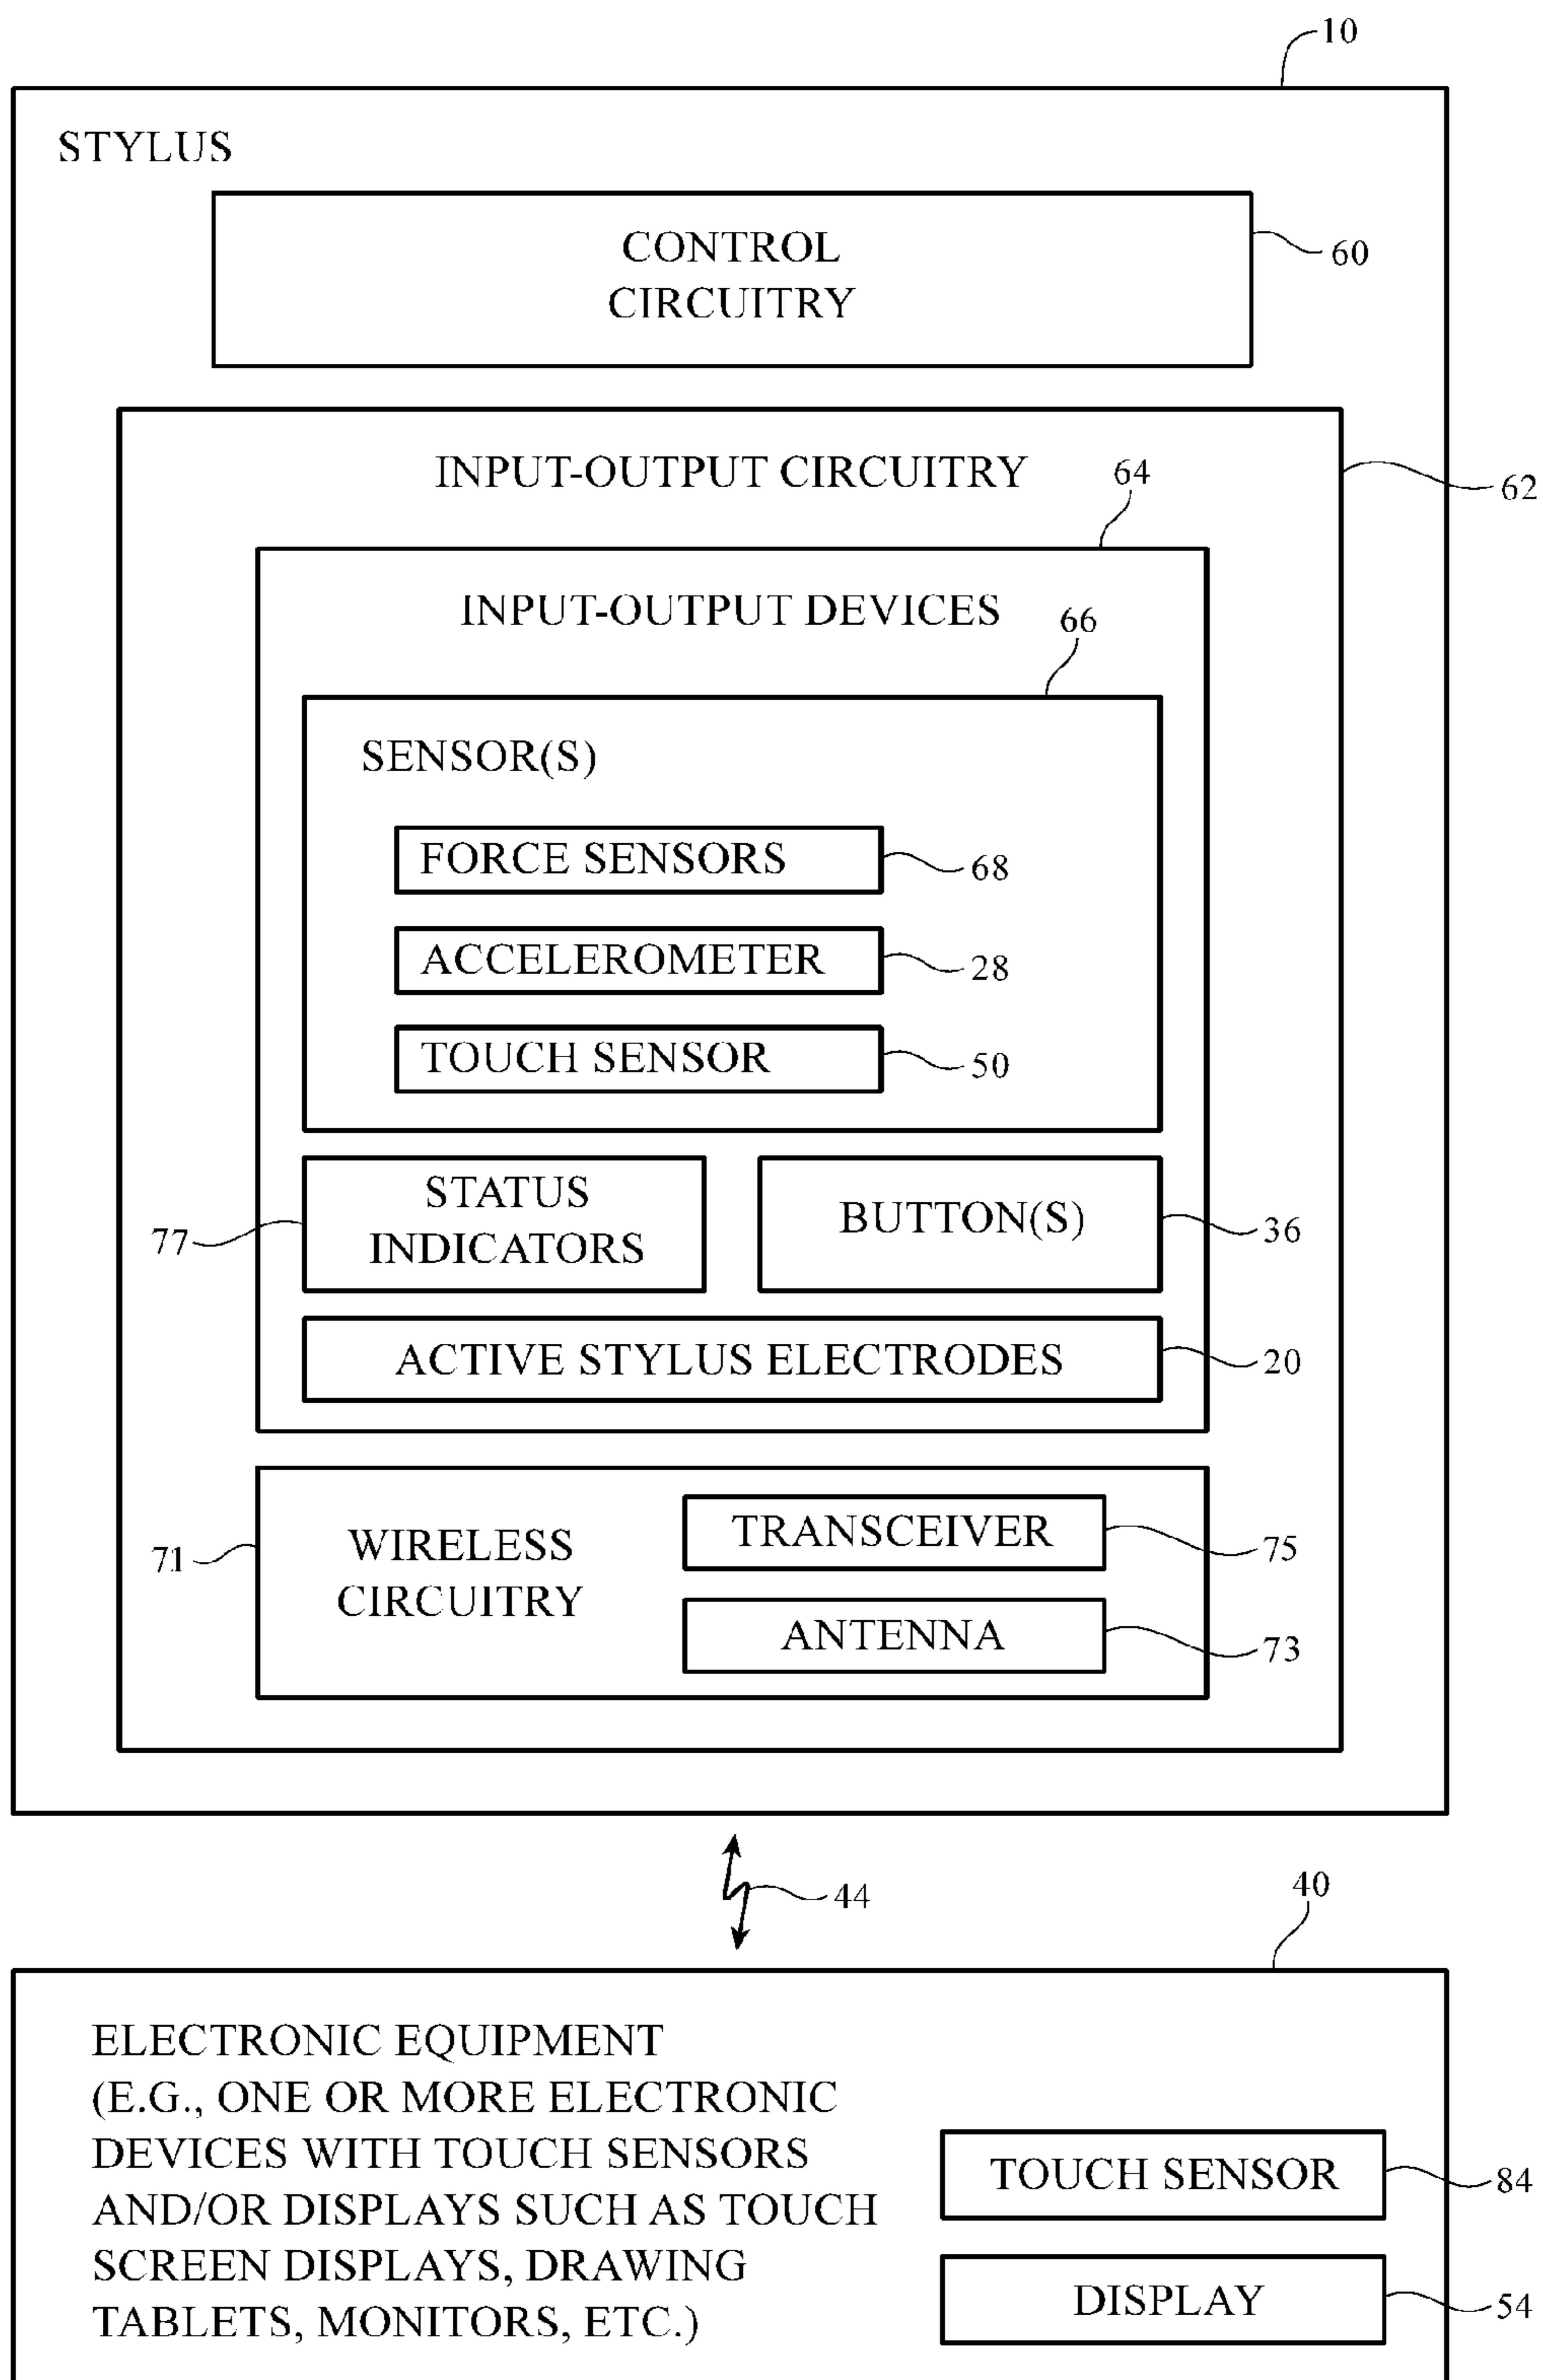 10
STYLUS
CONTROL
CIRCUITRY
60
INPUT-OUTPUT CIRCUITRY
64
62
INPUT-OUTPUT DEVICES
66
SENSOR(S)
FORCE SENSORS
68
ACCELEROMETER
28
TOUCH SENSOR
50
STATUS
INDICATORS
77
BUTTON(S)
36
ACTIVE STYLUS ELECTRODES
20
71
WIRELESS
CIRCUITRY
TRANSCEIVER
75
ANTENNA
73
44
40
ELECTRONIC EQUIPMENT
(E.G., ONE OR MORE ELECTRONIC
DEVICES WITH TOUCH SENSORS
AND/OR DISPLAYS SUCH AS TOUCH
SCREEN DISPLAYS, DRAWING
TABLETS, MONITORS, ETC.)
TOUCH SENSOR
84
DISPLAY
54